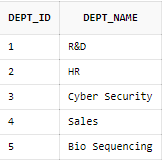 DEPT_ID DEPT_NAME
1 R&D
2 HR
3 Cyber Security
4 Sales
5 Bio Sequencing